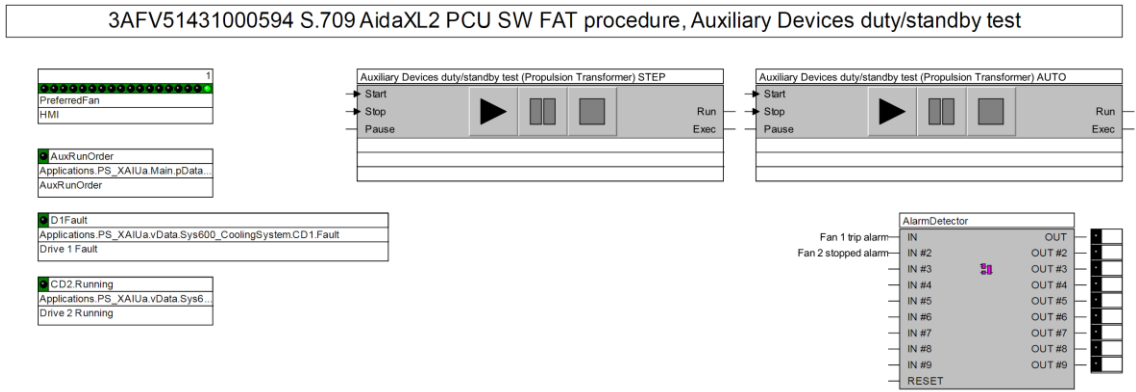 3AFV51431000594 S.709 AidaXL2 PCU SW FAT procedure, Auxiliary Devices duty/standby test
1
PreferredFan
HMI
AuxRunOrder
Applications.PS_XAIUa.Main.pData...
AuxRunOrder
D1Fault
Applications.PS_XAIUa.vData.Sys600_CoolingSystem.CD1.Fault
Drive 1 Fault
CD2.Running
Applications.PS_XAIUa.vData.Sys6...
Drive 2 Running
Auxiliary Devices duty/standby test (Propulsion Transformer) STEP
Start
Stop Run
Pause Exec
Auxiliary Devices duty/standby test (Propulsion Transformer) AUTO
Start
Stop Run
Pause Exec
AlarmDetector
Fan 1 trip alarm IN OUT
Fan 2 stopped alarm IN #2 OUT #2
IN #3 OUT #3
IN #4 OUT #4
IN #5 OUT #5
IN #6 OUT #6
IN #7 OUT #7
IN #8 OUT #8
IN #9 OUT #9
RESET